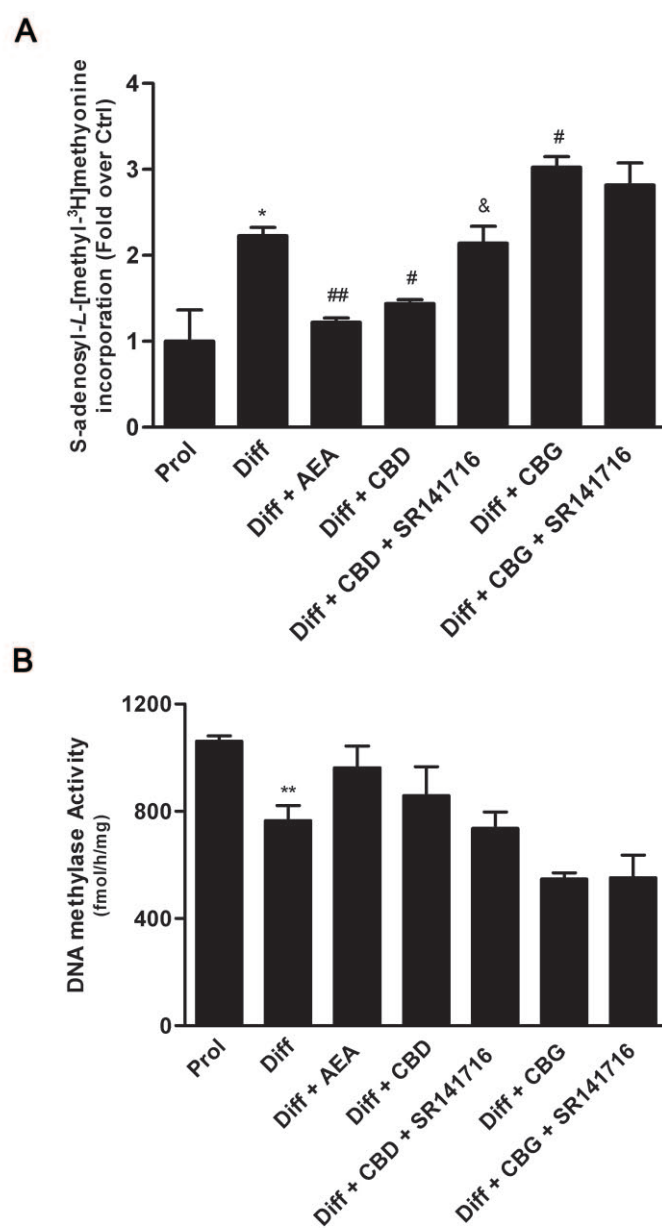 A
S-adenosyl-L-[methyl-³H]methyonine
incorporation (Fold over Ctrl)
4
3
2
1
0
*
##
#
&
#
Prol
Diff
Diff + AEA
Diff + CBD
Diff + CBD + SR141716
Diff + CBG
Diff + CBG + SR141716
B
DNA methylase Activity
(fmol/h/mg)
1200
800
400
0
**
Prol
Diff
Diff + AEA
Diff + CBD
Diff + CBD + SR141716
Diff + CBG
Diff + CBG + SR141716